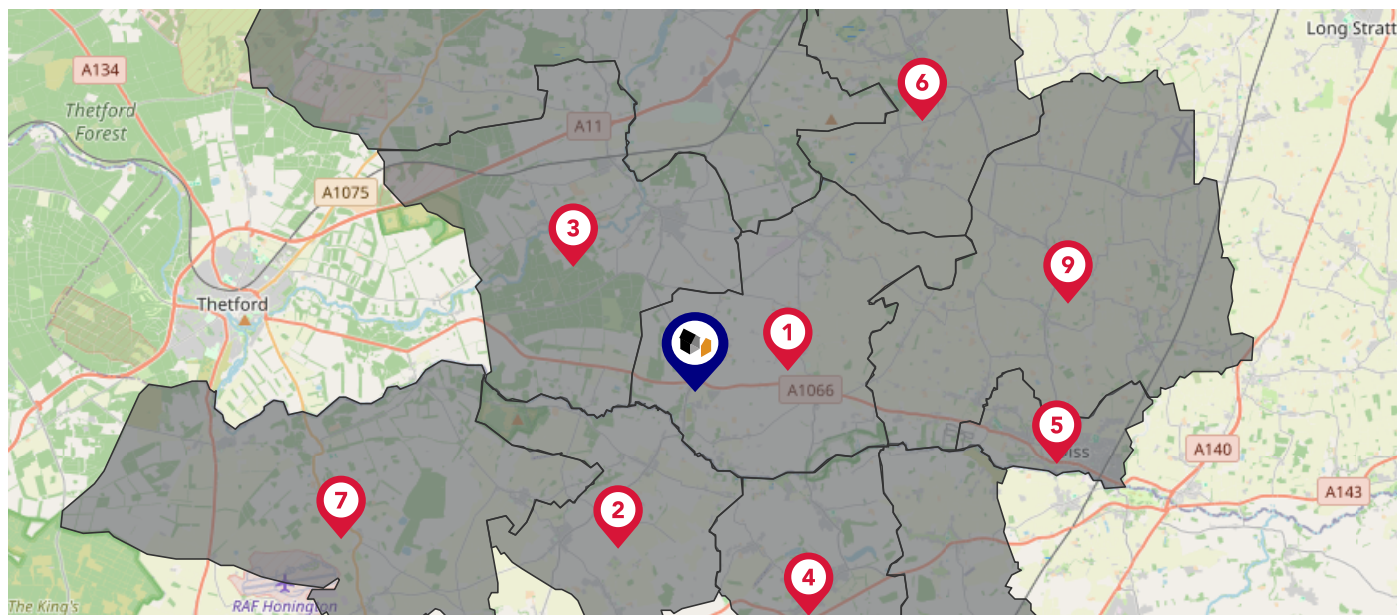 Long Stratt
A134
6
Thetford
Forest
A11
A1075
3
9
Thetford
1
A1066
5
iss
A140
7
2
A143
4
RAF Honington
The King's